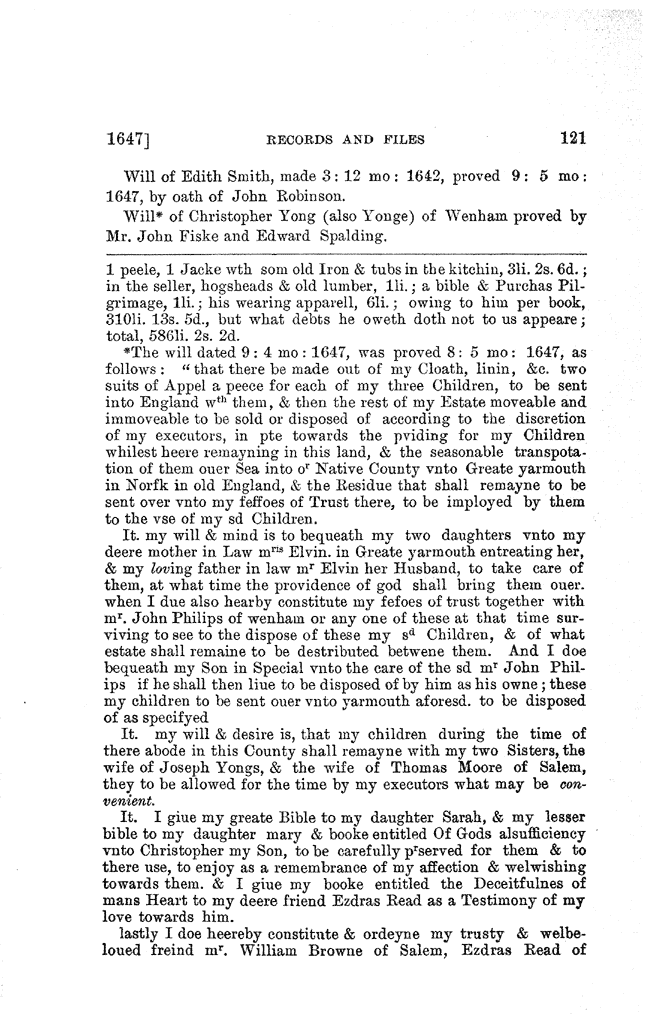 1647] RECORDS AND FILES 121
Will of Edith Smith, made 3: 12 mo: 1642, proved 9: 5 mo:
1647, by oath of John Robinson.
Will* of Christopher Yong (also Yonge) of Wenham proved by
Mr. John Fiske and Edward Spalding.
1 peele, 1 Jacke wth som old Iron & tubs in the kitchin, 3li. 2s. 6d.;
in the seller, hogsheads & old lumber, 1li.; a bible & Purchas Pil-
grimage, 1li.; his wearing apparell, 6li.; owing to him per book,
310li. 13s. 5d., but what debts he oweth doth not to us appeare;
total, 586li. 2s. 2d.
*The will dated 9: 4 mo: 1647, was proved 8: 5 mo: 1647, as
follows: "that there be made out of my Cloath, linin, &c. two
suits of Appel a peece for each of my three Children, to be sent
into England wth them, & then the rest of my Estate moveable and
immoveable to be sold or disposed of according to the discretion
of my executors, in pte towards the pviding for my Children
whilest heere remayning in this land, & the seasonable transpota-
tion of them ouer Sea into or Native County vnto Greate yarmouth
in Norfk in old England, & the Residue that shall remayne to be
sent over vnto my feffoes of Trust there, to be imployed by them
to the vse of my sd Children.
It. my will & mind is to bequeath my two daughters vnto my
deere mother in Law mris Elvin. in Greate yarmouth entreating her,
& my loving father in law mr Elvin her Husband, to take care of
them, at what time the providence of god shall bring them ouer.
when I due also hearby constitute my fefoes of trust together with
mr. John Philips of wenham or any one of these at that time sur-
viving to see to the dispose of these my sd Children, & of what
estate shall remaine to be destributed betwene them. And I doe
bequeath my Son in Special vnto the care of the sd mr John Phil-
ips if he shall then liue to be disposed of by him as his owne; these
my children to be sent ouer vnto yarmouth aforesd. to be disposed
of as specifyed
It. my will & desire is, that my children during the time of
there abode in this County shall remayne with my two Sisters, the
wife of Joseph Yongs, & the wife of Thomas Moore of Salem,
they to be allowed for the time by my executors what may be con-
venient.
It. I giue my greate Bible to my daughter Sarah, & my lesser
bible to my daughter mary & booke entitled Of Gods alsufficiency
vnto Christopher my Son, to be carefully prserved for them & to
there use, to enjoy as a remembrance of my affection & welwishing
towards them. & I giue my booke entitled the Deceitfulnes of
mans Heart to my deere friend Ezdras Read as a Testimony of my
love towards him.
lastly I doe heereby constitute & ordeyne my trusty & welbe-
loued freind mr. William Browne of Salem, Ezdras Read of